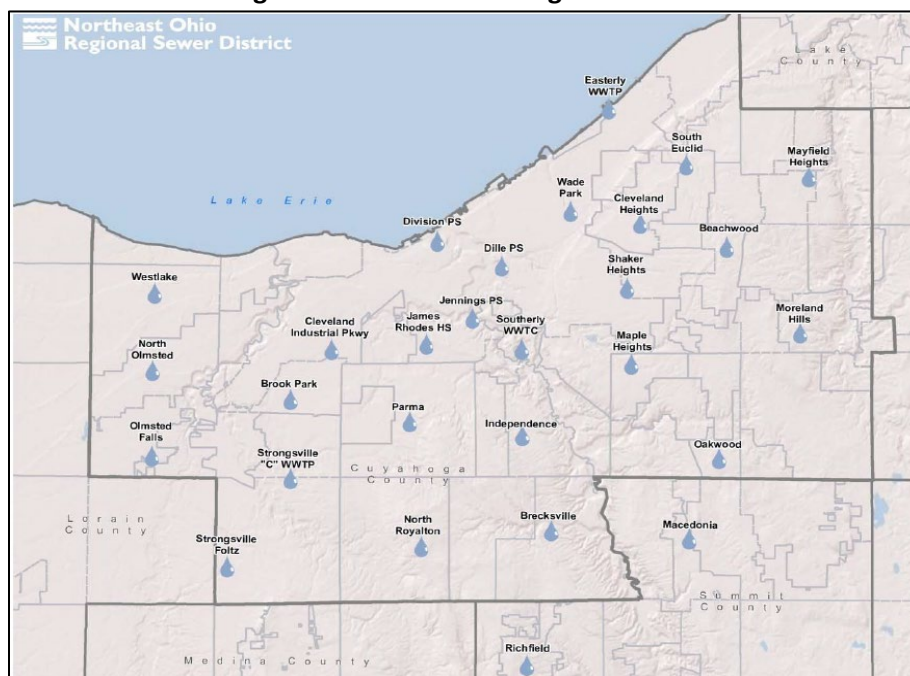 Northeast Ohio
Regional Sewer District
Lake
County
Easterly
WWTP
South
Euclid
Mayfield
Heights
Wade
Park
Lake Erie
Cleveland
Heights
Division PS
Beachwood
Dille PS
Shaker
Heights
Westlake
Jennings PS
Moreland
Hills
James
Rhodes HS
Southerly
WWTC
Cleveland
Industrial Pkwy
Maple
Heights
North
Olmsted
Brook Park
Parma
Independence
Olmsted
Falls
Oakwood
Strongsville
"C" WWTP
Cuyahoga
County
Lorain
County
North
Royalton
Brecksville
Macedonia
Strongsville
Foltz
Summit
County
Richfield
Medina County